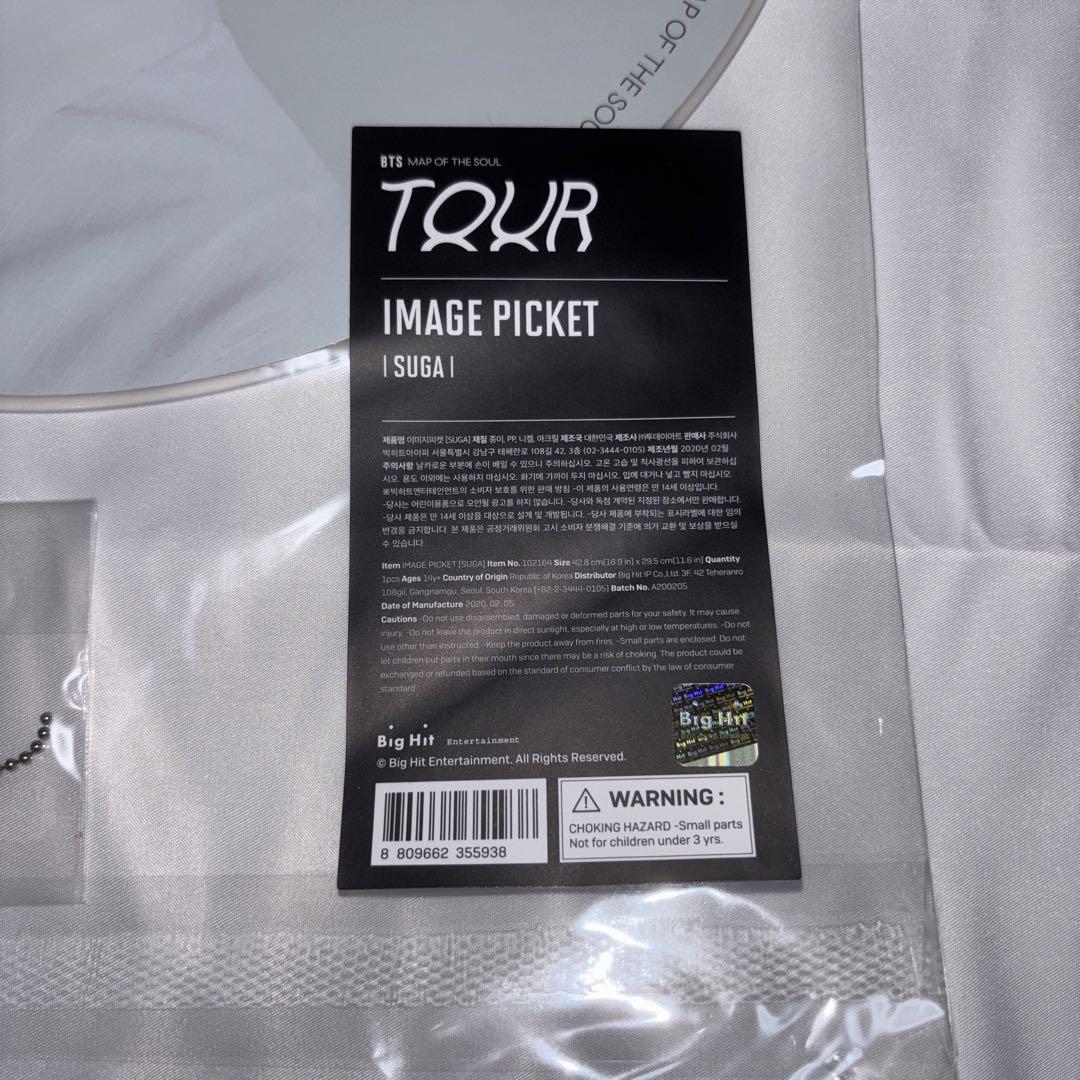 AP OF THE SOU
BTS MAP OF THE SOUL
TOUR
IMAGE PICKET
| SUGA |
제품명 이미지피켓 [SUGA] 재질 종이, PP, 니켈, 아크릴 제조국 대한민국 제조사 ㈜투데이아트 판매사 주식회사
빅히트아이피 서울특별시 강남구 테헤란로 108길 42, 3층 (02-3444-0105) 제조년월 2020년 02월
주의사항 날카로운 부분에 손이 베일 수 있으니 주의하십시오. 고온 고습 및 직사광선을 피하여 보관하십
시오. 용도 이외에는 사용하지 마십시오. 화기에 가까이 두지 마십시오. 입에 대거나 넣고 빨지 마십시오.
※빅히트엔터테인먼트의 소비자 보호를 위한 판매 방침 -이 제품의 사용연령은 만 14세 이상입니다.
-당사는 어린이용품으로 오인될 광고를 하지 않습니다. -당사와 독점 계약된 지정된 장소에서만 판매합니다.
-당사 제품은 만 14세 이상을 대상으로 설계 및 개발됩니다. -당사 제품에 부착되는 표시라벨에 대한 임의
변경을 금지합니다. 본 제품은 공정거래위원회 고시 소비자 분쟁해결 기준에 의거 교환 및 보상을 받으실
수 있습니다.
Item IMAGE PICKET [SUGA] Item No. 102164 Size 42.8 cm[16.9 in] x 29.5 cm[11.6 in] Quantity
1pcs Ages 14y+ Country of Origin Republic of Korea Distributor Big Hit IP Co.,Ltd. 3F, 42 Teheranro
108gil, Gangnamgu, Seoul, South Korea [+82-2-3444-0105] Batch No. A200205
Date of Manufacture 2020. 02. 05
Cautions -Do not use disassembled, damaged or deformed parts for your safety. It may cause
injury. -Do not leave the product in direct sunlight, especially at high or low temperatures. -Do not
use other than instructed. -Keep the product away from fires. -Small parts are enclosed. Do not
let children put parts in their mouth since there may be a risk of choking. The product could be
exchanged or refunded based on the standard of consumer conflict by the law of consumer
standard
Big Hit
Big Hit Entertainment
© Big Hit Entertainment. All Rights Reserved.
8 809662 355938
⚠ WARNING :
CHOKING HAZARD -Small parts
Not for children under 3 yrs.